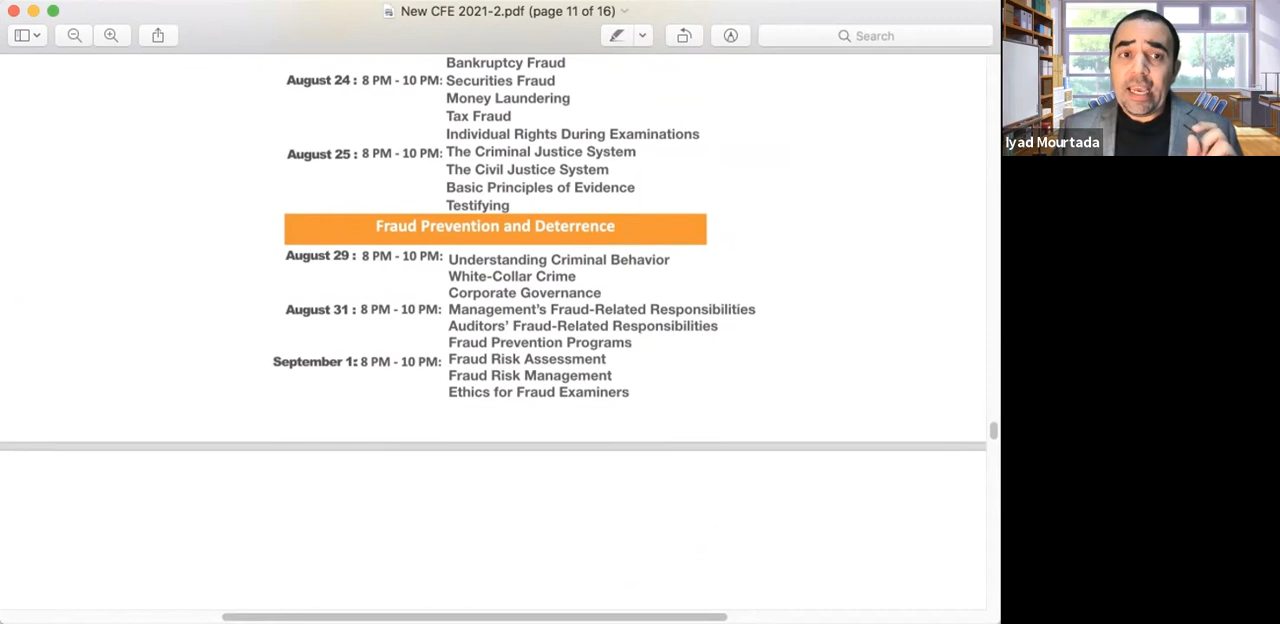 New CFE 2021-2.pdf (page 11 of 16)
Search
Bankruptcy Fraud
August 24 : 8 PM - 10 PM: Securities Fraud
Money Laundering
Tax Fraud
Individual Rights During Examinations
August 25 : 8 PM - 10 PM: The Criminal Justice System
The Civil Justice System
Basic Principles of Evidence
Testifying
Fraud Prevention and Deterrence
August 29 : 8 PM - 10 PM: Understanding Criminal Behavior
White-Collar Crime
Corporate Governance
August 31 : 8 PM - 10 PM: Management's Fraud-Related Responsibilities
Auditors' Fraud-Related Responsibilities
Fraud Prevention Programs
September 1: 8 PM - 10 PM: Fraud Risk Assessment
Fraud Risk Management
Ethics for Fraud Examiners
Iyad Mourtada